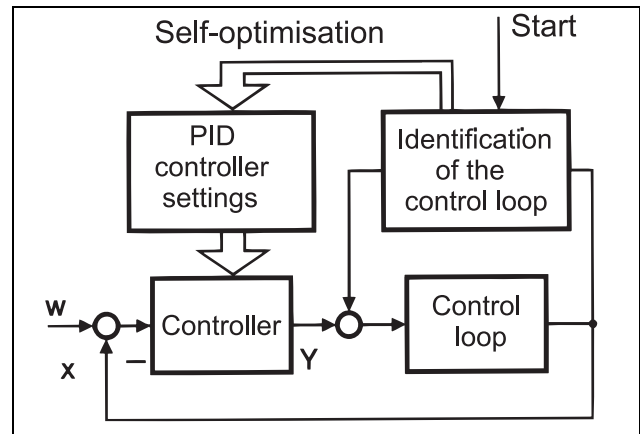 Self-optimisation
Start
PID
controller
settings
Identification
of the
control loop
w
Controller
Y
Control
loop
x
–